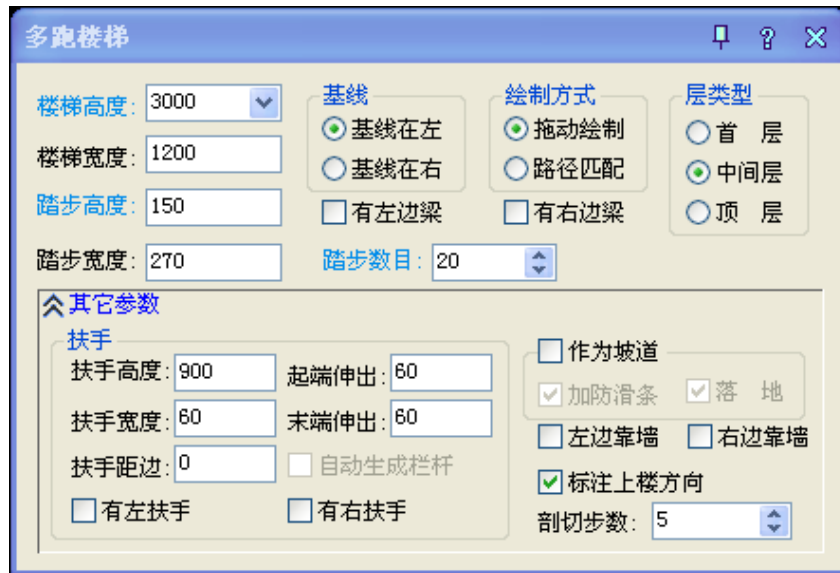 多跑楼梯
楼梯高度: 3000
楼梯宽度: 1200
踏步高度: 150
踏步宽度: 270
基线
基线在左
基线在右
有左边梁
绘制方式
拖动绘制
路径匹配
有右边梁
层类型
首 层
中间层
顶 层
踏步数目: 20
其它参数
扶手
扶手高度: 900
起端伸出: 60
扶手宽度: 60
末端伸出: 60
扶手距边: 0
自动生成栏杆
有左扶手
有右扶手
作为坡道
加防滑条
落 地
左边靠墙
右边靠墙
标注上楼方向
剖切步数: 5